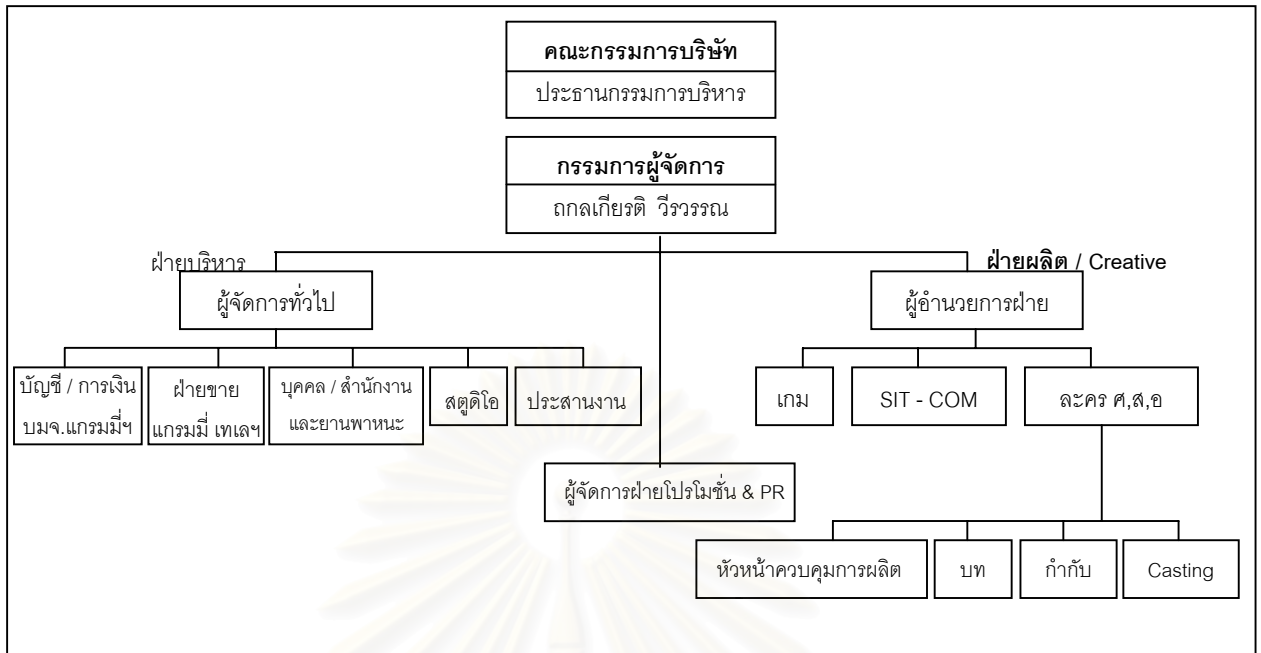 คณะกรรมการบริษัท
ประธานกรรมการบริหาร
กรรมการผู้จัดการ
ถกลเกียรติ วีรวรรณ
ฝ่ายบริหาร
ฝ่ายผลิต / Creative
ผู้จัดการทั่วไป
ผู้อำนวยการฝ่าย
บัญชี / การเงิน
บมจ.แกรมมี่ฯ
ฝ่ายขาย
แกรมมี่ เทเลฯ
บุคคล / สำนักงาน
และยานพาหนะ
สตูดิโอ
ประสานงาน
เกม
SIT - COM
ละคร ศ,ส,อ
ผู้จัดการฝ่ายโปรโมชั่น & PR
หัวหน้าควบคุมการผลิต
บท
กำกับ
Casting